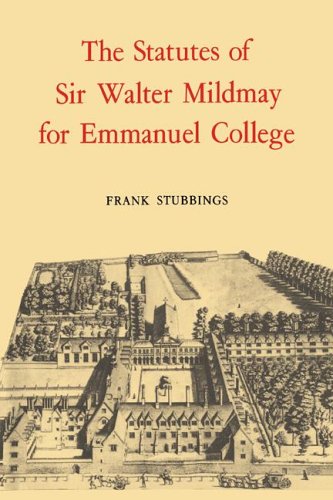 The Statutes of
Sir Walter Mildmay
for Emmanuel College
FRANK STUBBINGS